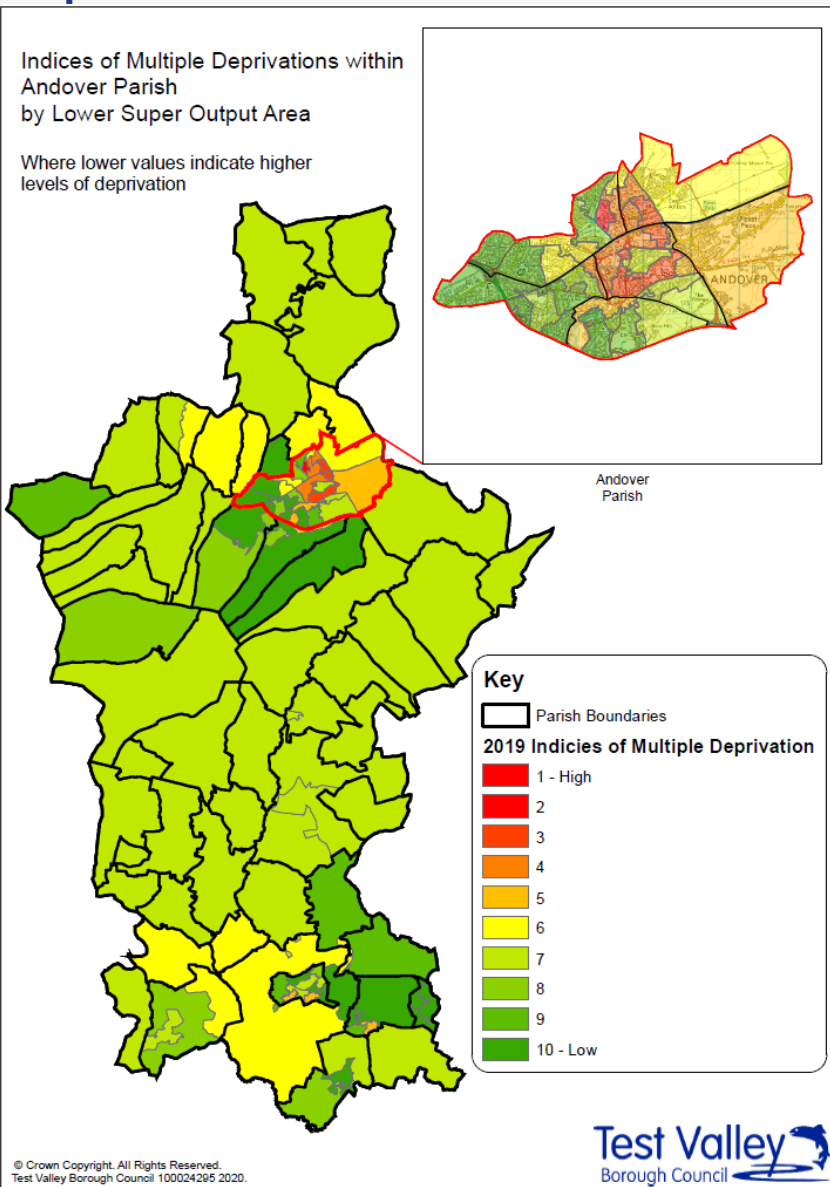 Indices of Multiple Deprivations within
Andover Parish
by Lower Super Output Area
Where lower values indicate higher
levels of deprivation
ANDOVER
Andover
Parish
Key
Parish Boundaries
2019 Indicies of Multiple Deprivation
1 - High
2
3
4
5
6
7
8
9
10 - Low
© Crown Copyright. All Rights Reserved.
Test Valley Borough Council 100024295 2020.
Test Valley
Borough Council